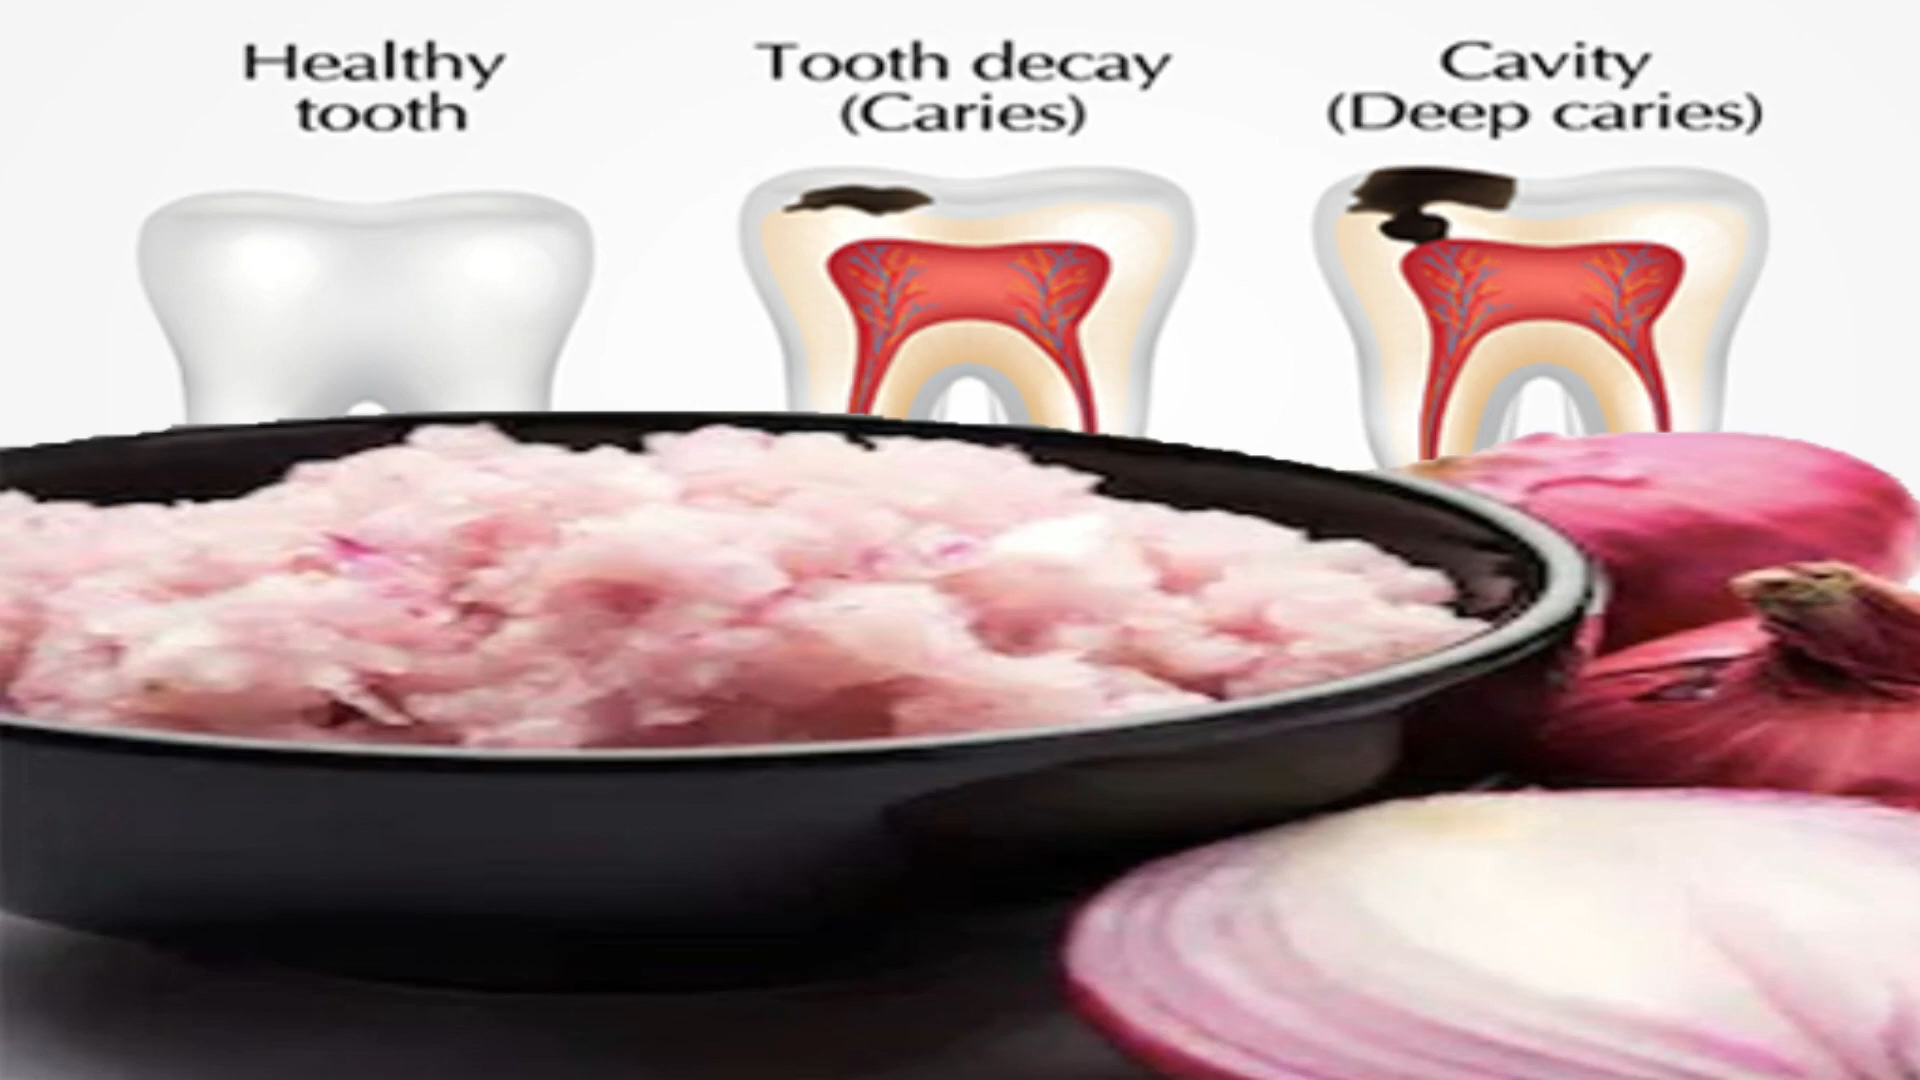 Healthy
tooth
Tooth decay
(Caries)
Cavity
(Deep caries)